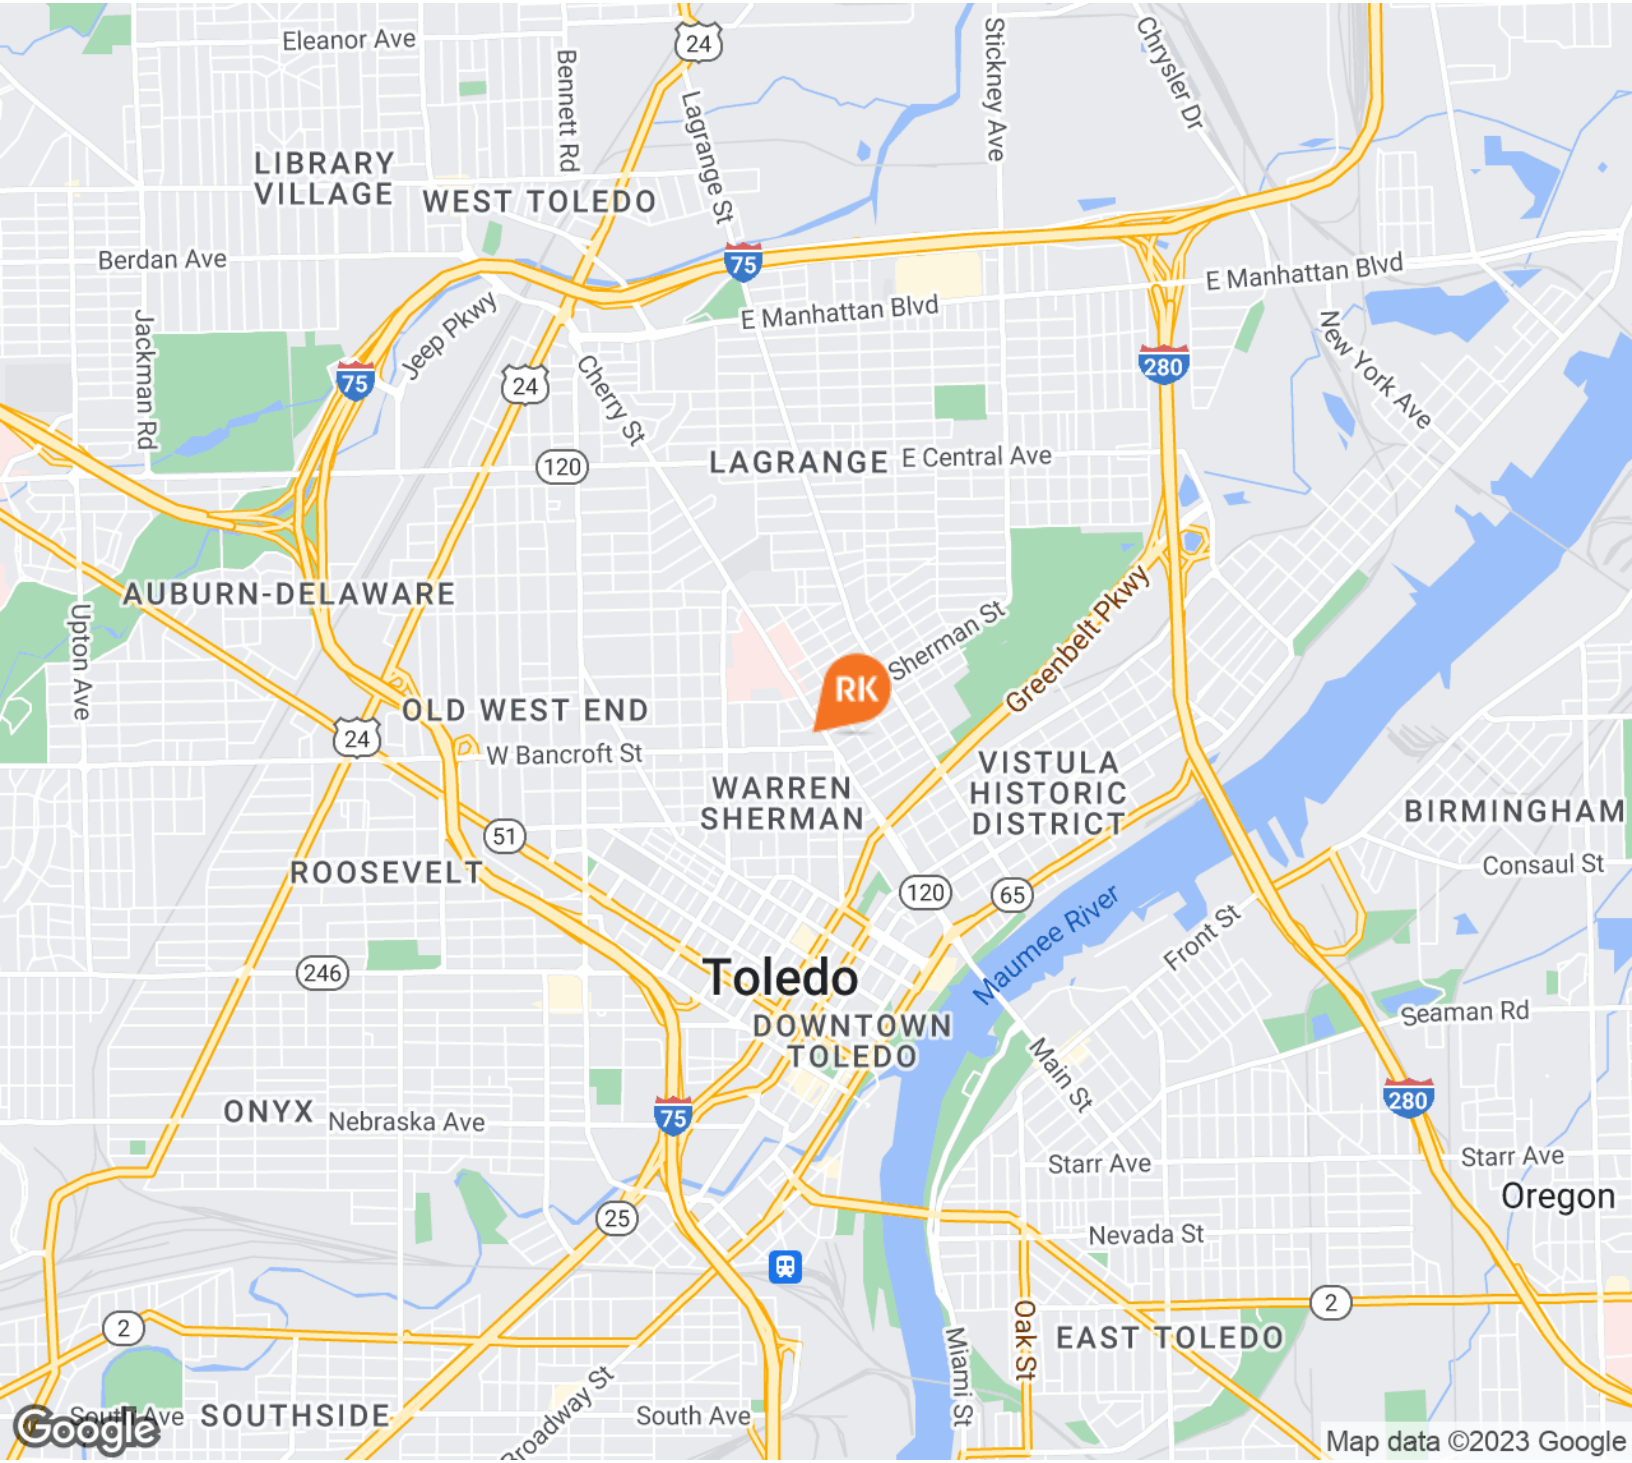 Eleanor Ave
24
Bennett Rd
Lagrange St
Stickney Ave
Chrysler Dr
LIBRARY
VILLAGE
WEST TOLEDO
Berdan Ave
75
E Manhattan Blvd
E Manhattan Blvd
Jackman Rd
Jeep Pkwy
75
24
Cherry St
280
New York Ave
120
LAGRANGE
E Central Ave
AUBURN-DELAWARE
Upton Ave
Sherman St
Greenbelt Pkwy
RK
OLD WEST END
24
W Bancroft St
WARREN
SHERMAN
VISTULA
HISTORIC
DISTRICT
BIRMINGHAM
51
ROOSEVELT
Consaul St
120
65
Maumee River
Front St
246
Toledo
DOWNTOWN
TOLEDO
Seaman Rd
Main St
ONYX
Nebraska Ave
75
280
Starr Ave
Starr Ave
Oregon
25
Nevada St
2
2
Oak St
EAST TOLEDO
Miami St
South Ave
SOUTHSIDE
Broadway St
South Ave
Google
Map data ©2023 Google